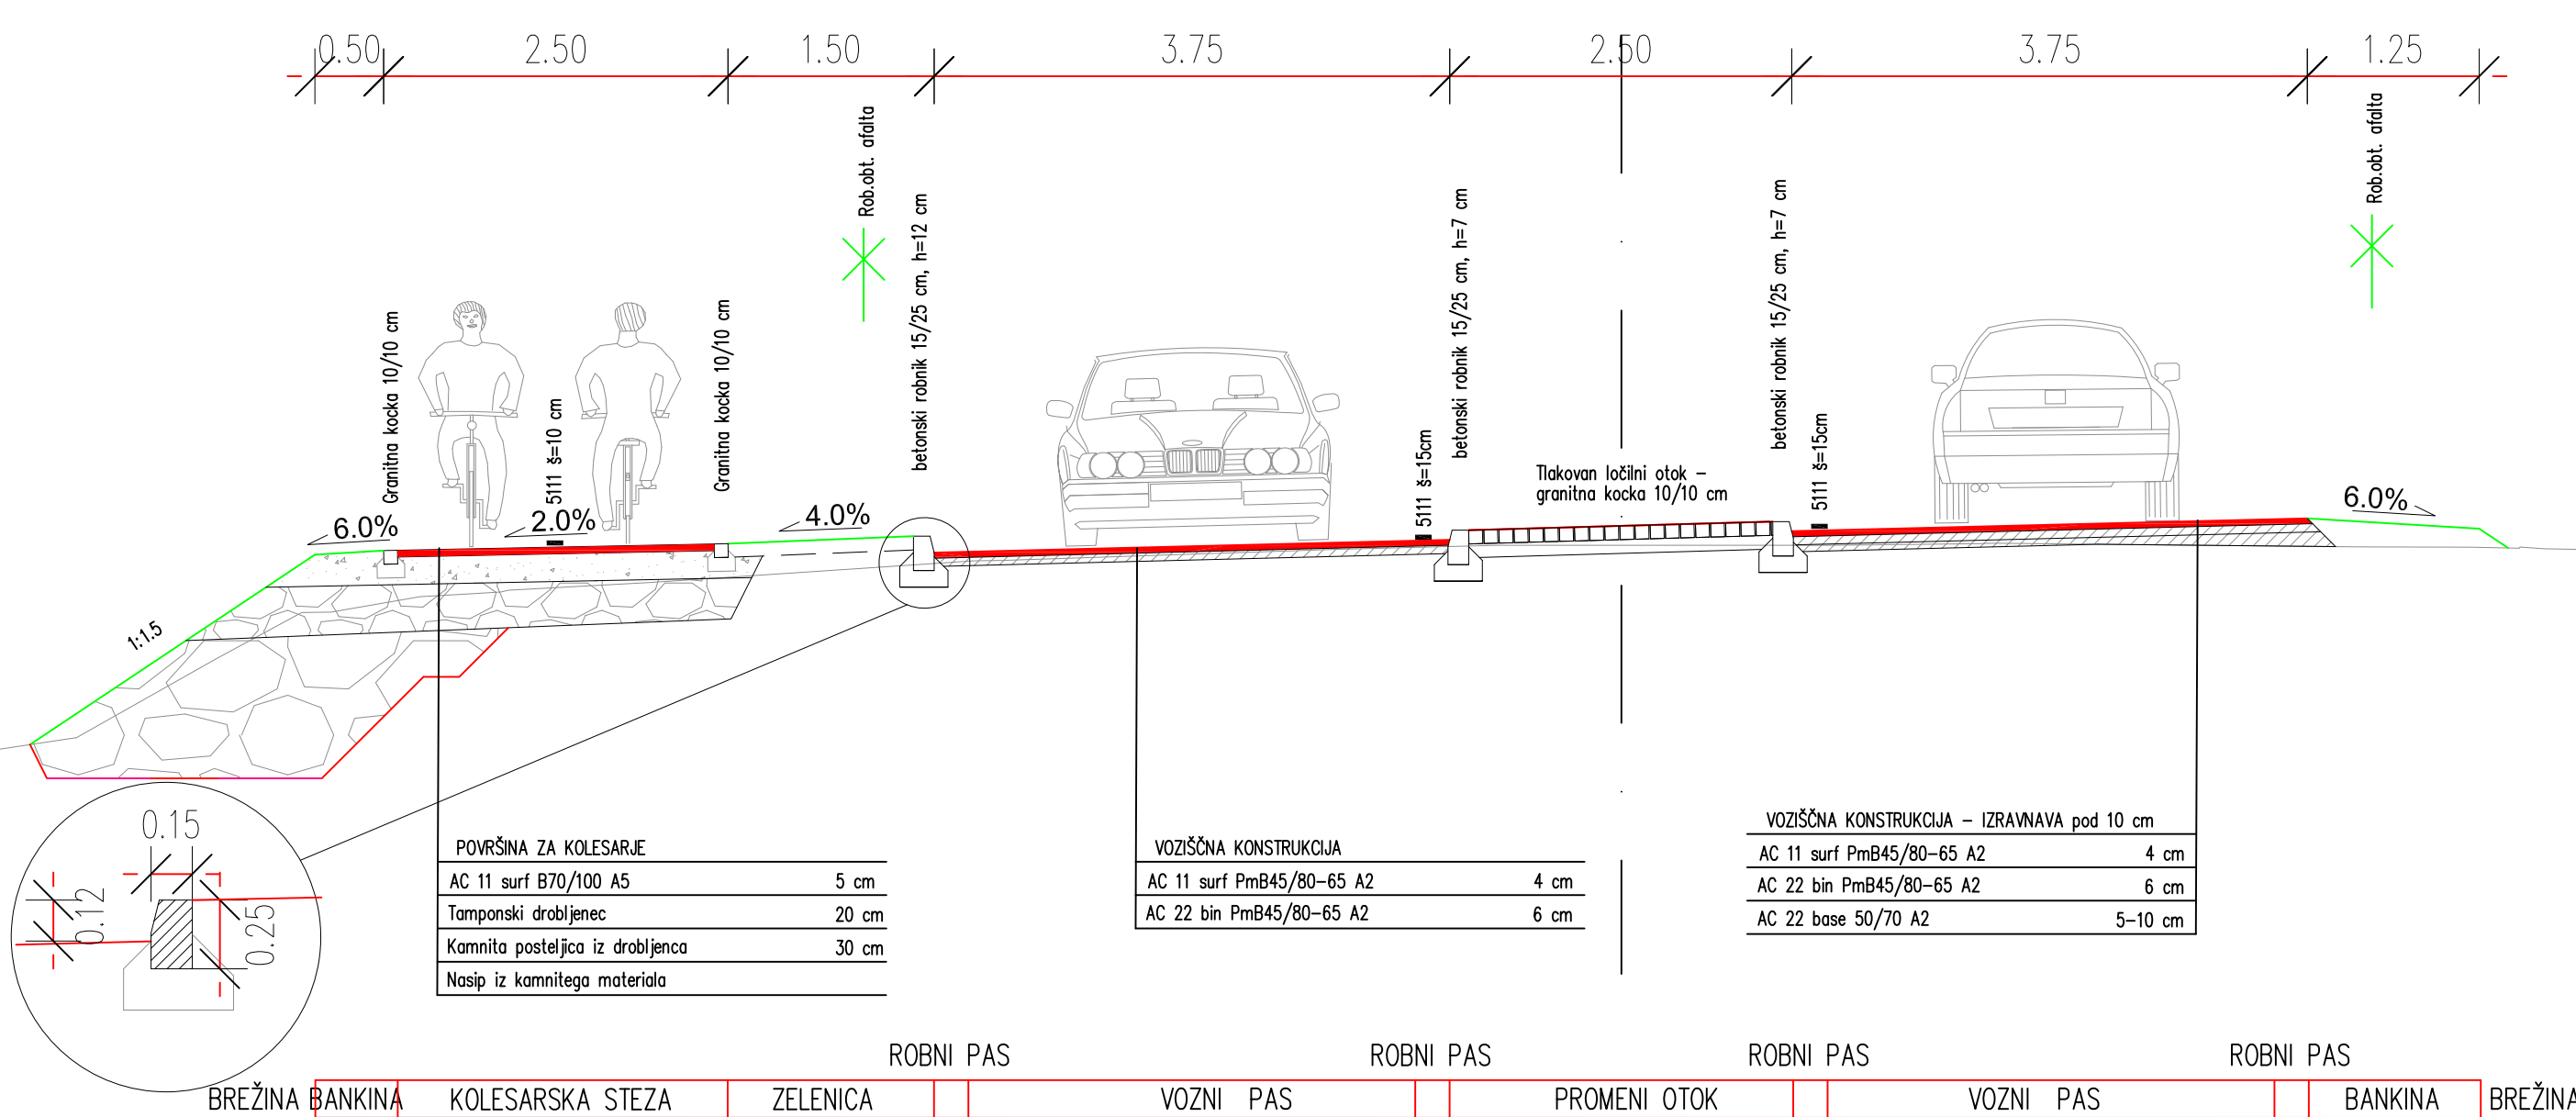 0.50 2.50 1.50 3.75 2.50 3.75 1.25
Rob.obt. afalta
Rob.obt. afalta
Granitna kocka 10/10 cm
5111 š=10 cm
Granitna kocka 10/10 cm
betonski robnik 15/25 cm, h=12 cm
5111 š=15cm
betonski robnik 15/25 cm, h=7 cm
Tlakovan ločilni otok –
granitna kocka 10/10 cm
betonski robnik 15/25 cm, h=7 cm
5111 š=15cm
6.0%
2.0%
4.0%
6.0%
1:1.5
0.15
0.12
0.25
POVRŠINA ZA KOLESARJE
AC 11 surf B70/100 A5 5 cm
Tamponski drobljenec 20 cm
Kamnita posteljica iz drobljenca 30 cm
Nasip iz kamnitega materiala
VOZIŠČNA KONSTRUKCIJA
AC 11 surf PmB45/80–65 A2 4 cm
AC 22 bin PmB45/80–65 A2 6 cm
VOZIŠČNA KONSTRUKCIJA – IZRAVNAVA pod 10 cm
AC 11 surf PmB45/80–65 A2 4 cm
AC 22 bin PmB45/80–65 A2 6 cm
AC 22 base 50/70 A2 5–10 cm
ROBNI PAS ROBNI PAS ROBNI PAS ROBNI PAS
BREŽINA BANKINA KOLESARSKA STEZA ZELENICA VOZNI PAS PROMENI OTOK VOZNI PAS BANKINA BREŽINA